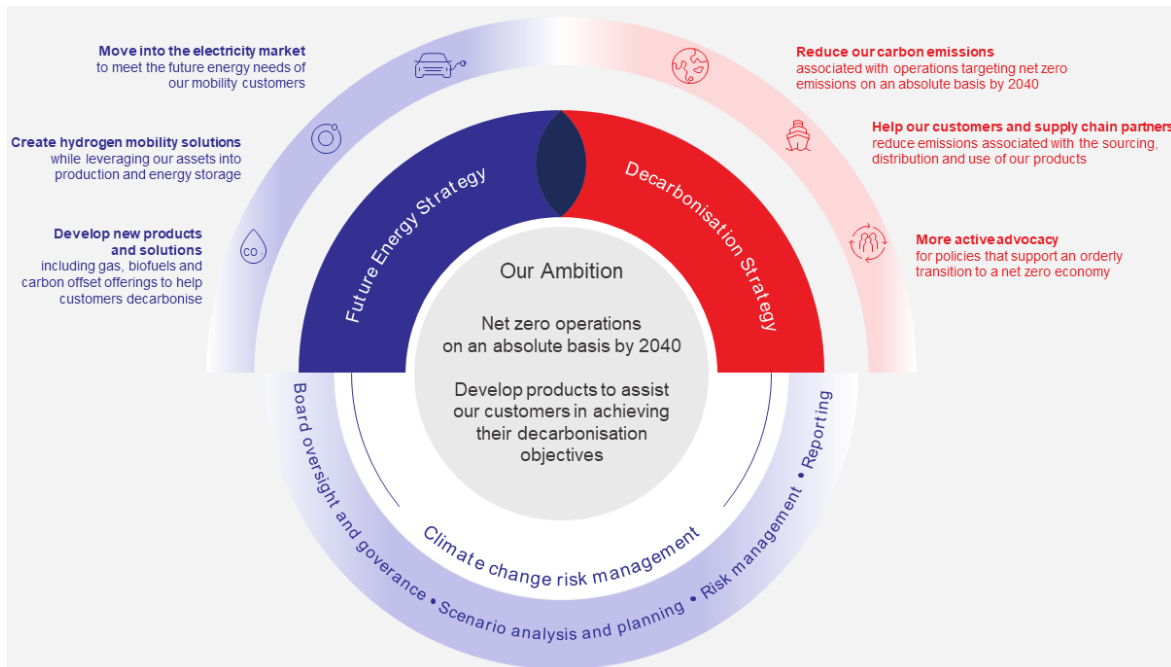 Move into the electricity market
to meet the future energy needs of
our mobility customers
Create hydrogen mobility solutions
while leveraging our assets into
production and energy storage
Develop new products
and solutions
including gas, biofuels and
carbon offset offerings to help
customers decarbonise
CO
Reduce our carbon emissions
associated with operations targeting net zero
emissions on an absolute basis by 2040
Help our customers and supply chain partners
reduce emissions associated with the sourcing,
distribution and use of our products
More active advocacy
for policies that support an orderly
transition to a net zero economy
Future Energy Strategy
Decarbonisation Strategy
Our Ambition
Net zero operations
on an absolute basis by 2040
Develop products to assist
our customers in achieving
their decarbonisation
objectives
Climate change risk management
Board oversight and goverance • Scenario analysis and planning • Risk management • Reporting